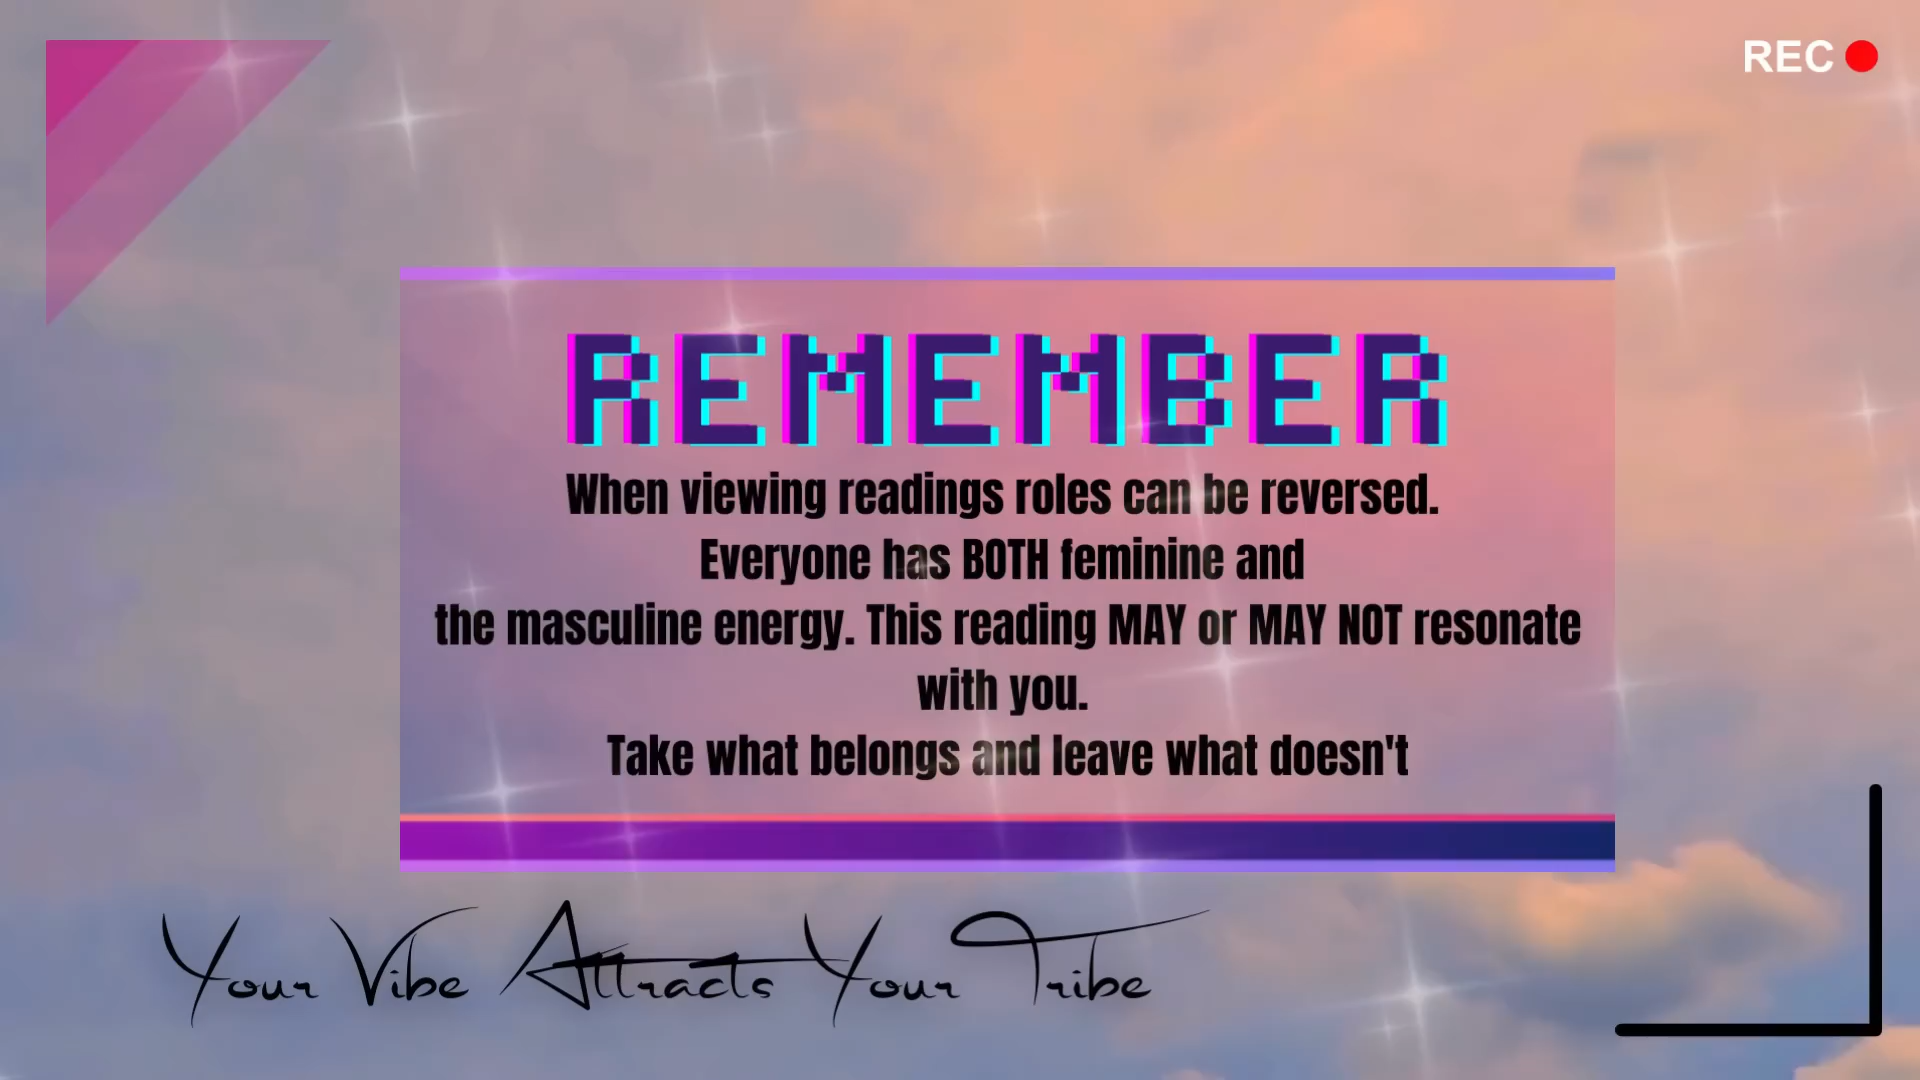 REC
REMEMBER
When viewing readings roles can be reversed.
Everyone has BOTH feminine and
the masculine energy. This reading MAY or MAY NOT resonate
with you.
Take what belongs and leave what doesn't
Your Vibe Attracts Your Tribe